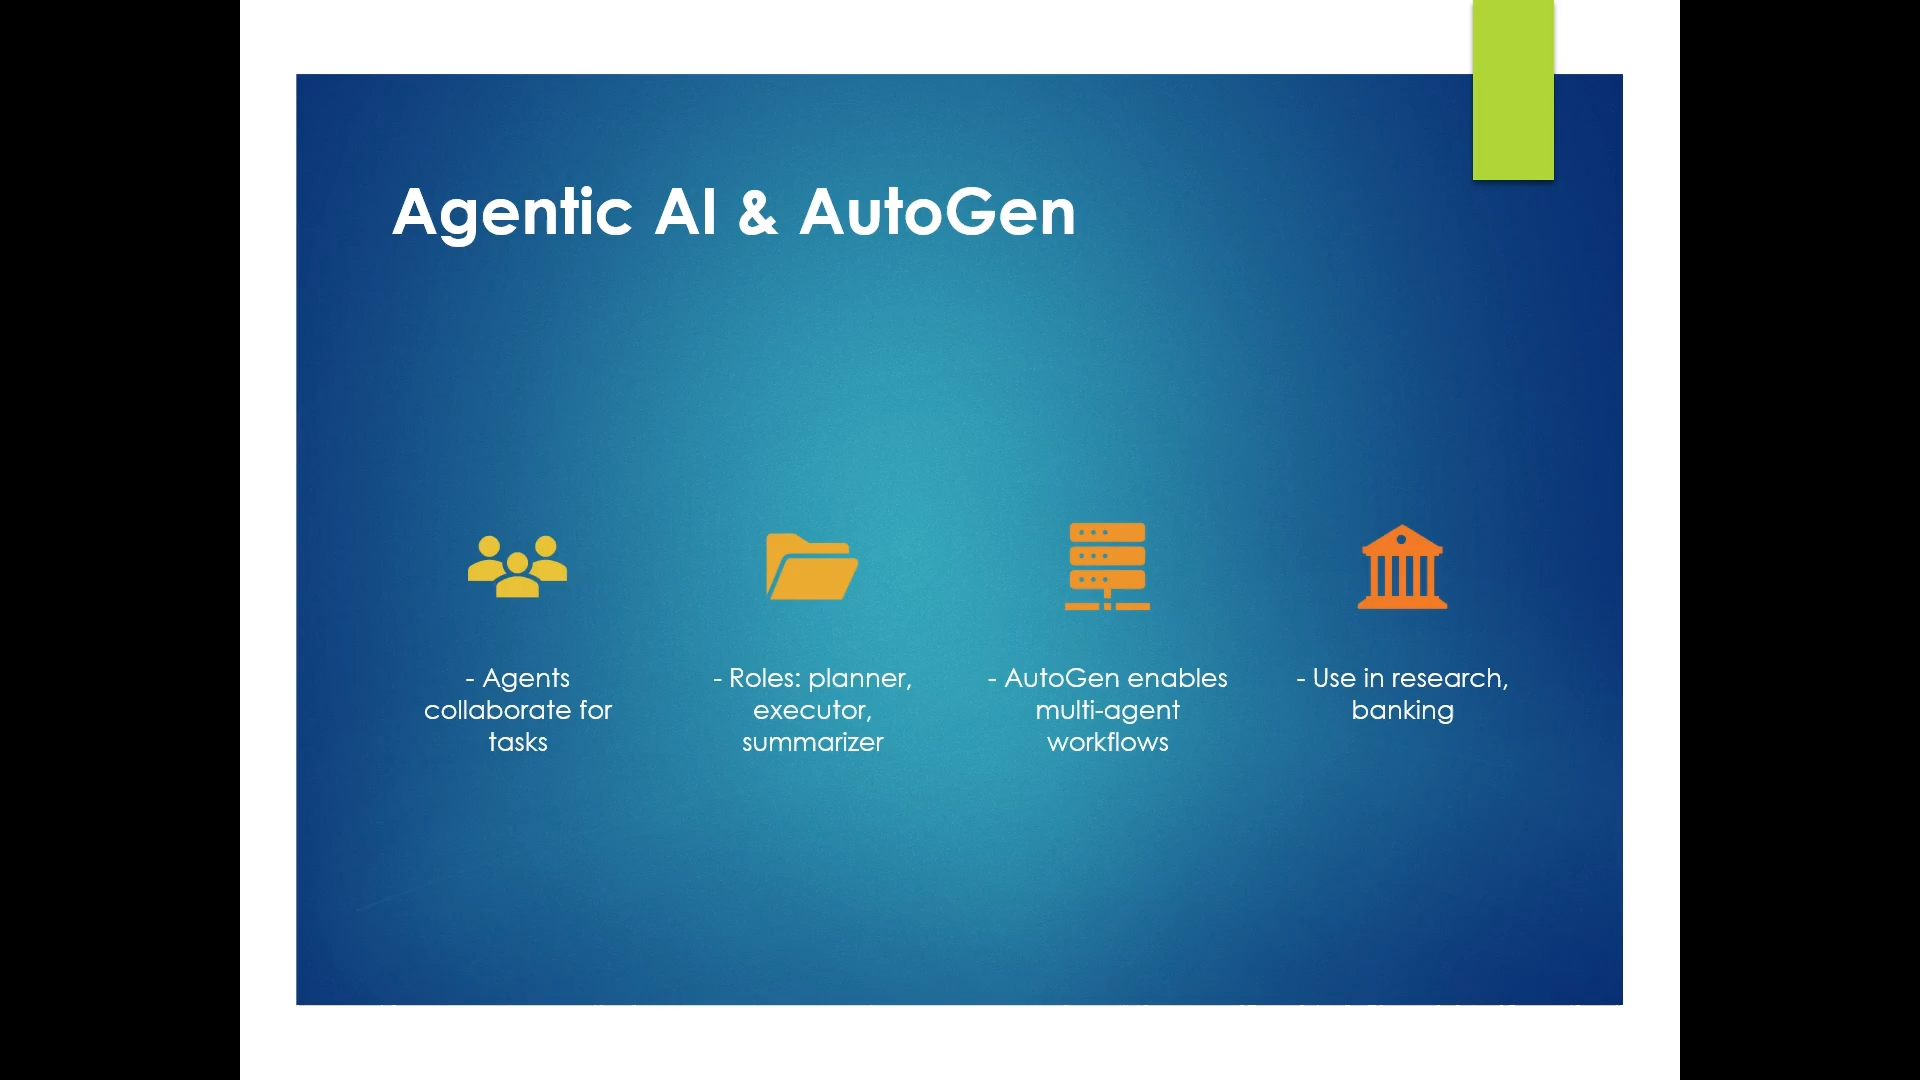 Agentic AI & AutoGen
- Agents
collaborate for
tasks
- Roles: planner,
executor,
summarizer
- AutoGen enables
multi-agent
workflows
- Use in research,
banking